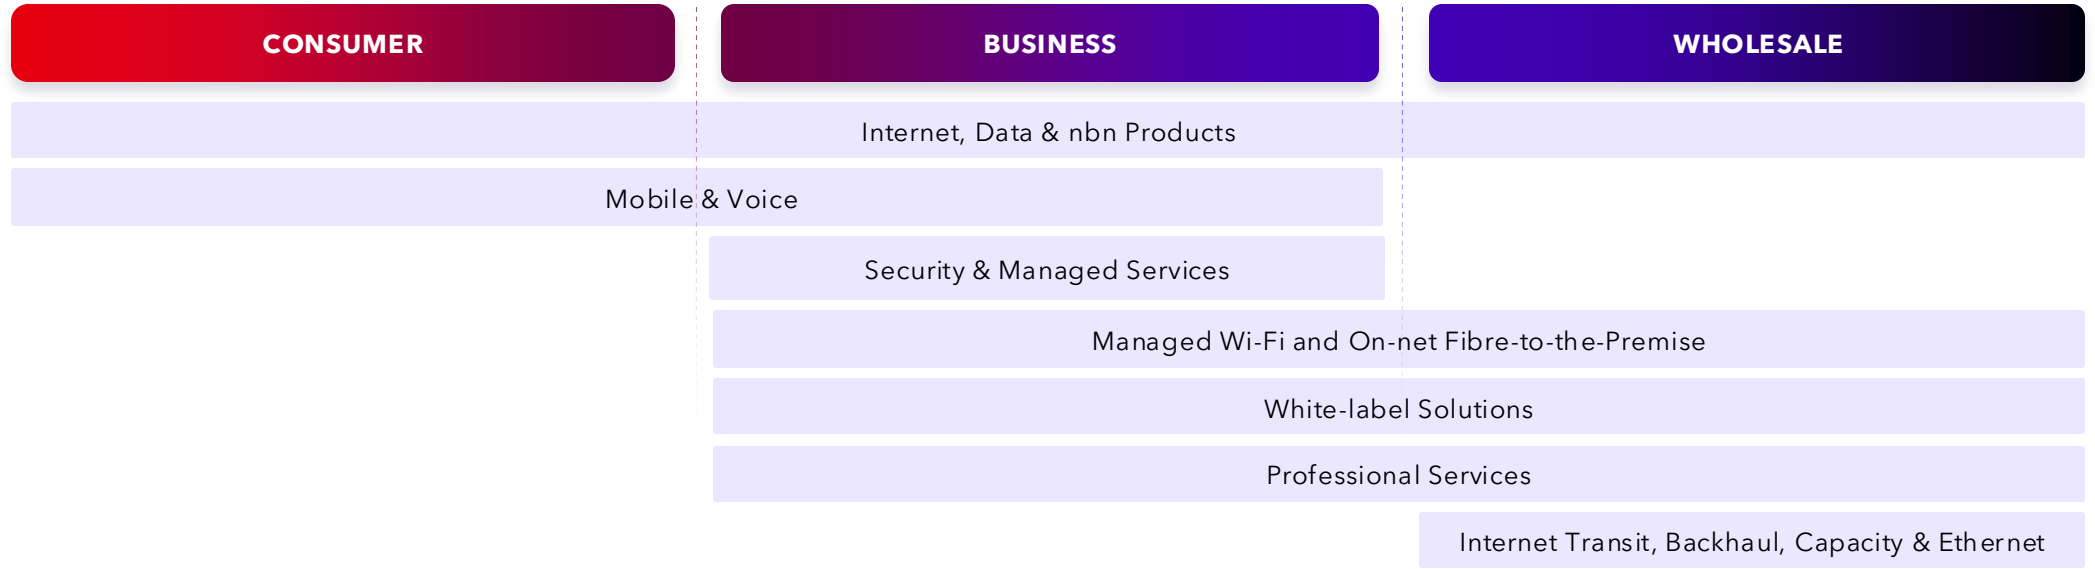 CONSUMER
BUSINESS
WHOLESALE
Internet, Data & nbn Products
Mobile & Voice
Security & Managed Services
Managed Wi-Fi and On-net Fibre-to-the-Premise
White-label Solutions
Professional Services
Internet Transit, Backhaul, Capacity & Ethernet